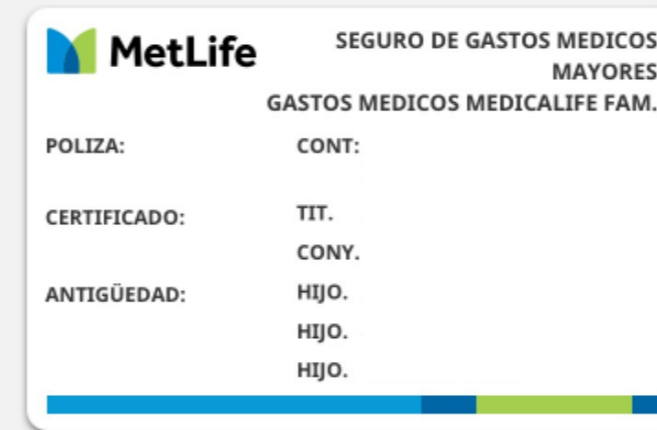 MetLife
SEGURO DE GASTOS MEDICOS
MAYORES
GASTOS MEDICOS MEDICALIFE FAM.
POLIZA: CONT:
CERTIFICADO: TIT.
CONY.
ANTIGÜEDAD: HIJO.
HIJO.
HIJO.